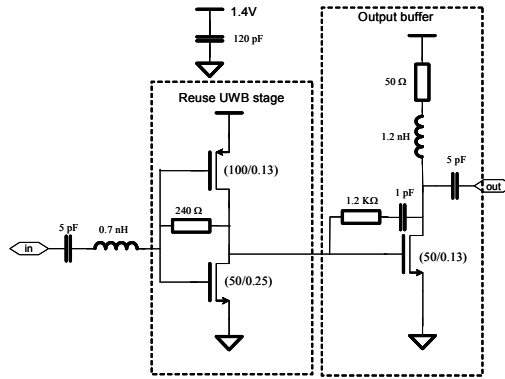 1.4V
120 pF
Output buffer
50 Ω
1.2 nH
Reuse UWB stage
(100/0.13)
240 Ω
5 pF
0.7 nH
in
(50/0.25)
1.2 KΩ
1 pF
5 pF
out
(50/0.13)